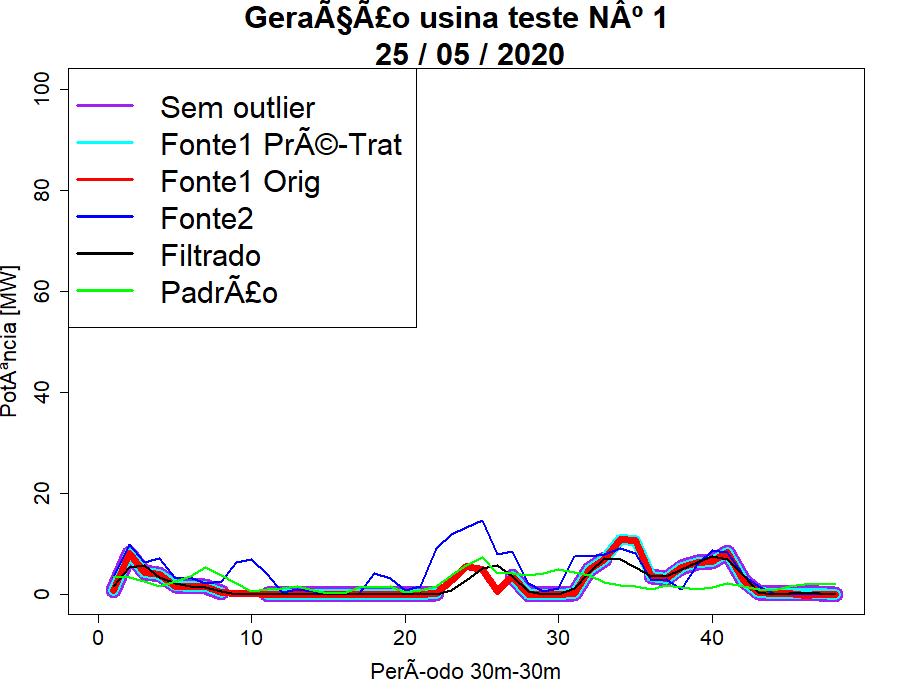 GeraÃ§Ã£o usina teste NÂº 1
25 / 05 / 2020
Sem outlier
Fonte1 PrÃ©-Trat
Fonte1 Orig
Fonte2
Filtrado
PadrÃ£o
PotÃªncia [MW]
100
80
60
40
20
0
0 10 20 30 40
PerÃ-odo 30m-30m